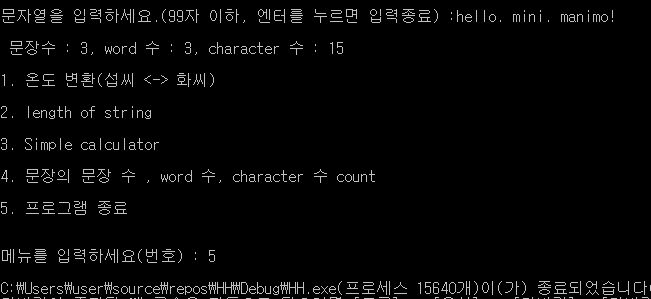 문자열을 입력하세요.(99자 이하, 엔터를 누르면 입력종료) :hello. mini. manimo!
문장수 : 3, word 수 : 3, character 수 : 15
1. 온도 변환(섭씨 <-> 화씨)
2. length of string
3. Simple calculator
4. 문장의 문장 수 , word 수, character 수 count
5. 프로그램 종료
메뉴를 입력하세요(번호) : 5
C:\Users\user\source\repos\HH\Debug\HH.exe(프로세스 15640개)이(가) 종료되었습니다